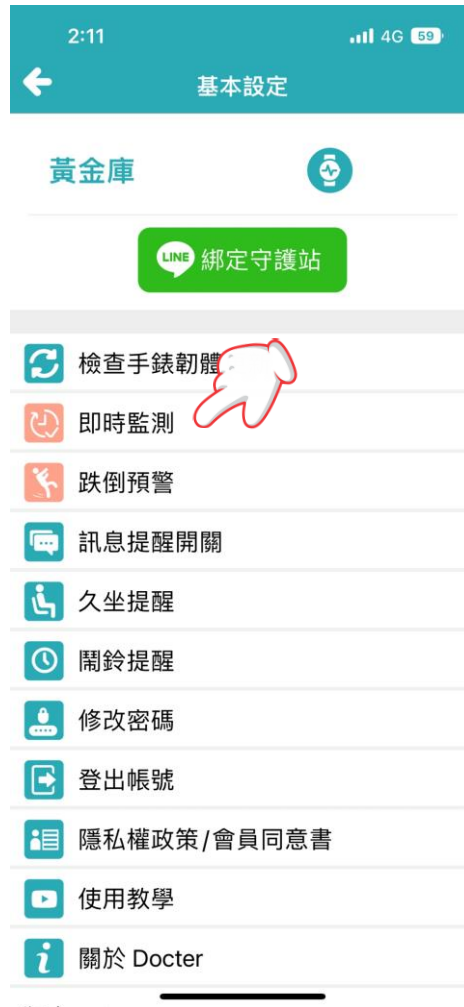 2:11 4G 59
基本設定
黃金庫
LINE 綁定守護站
檢查手錶韌體
即時監測
跌倒預警
訊息提醒開關
久坐提醒
鬧鈴提醒
修改密碼
登出帳號
隱私權政策/會員同意書
使用教學
關於 Docter